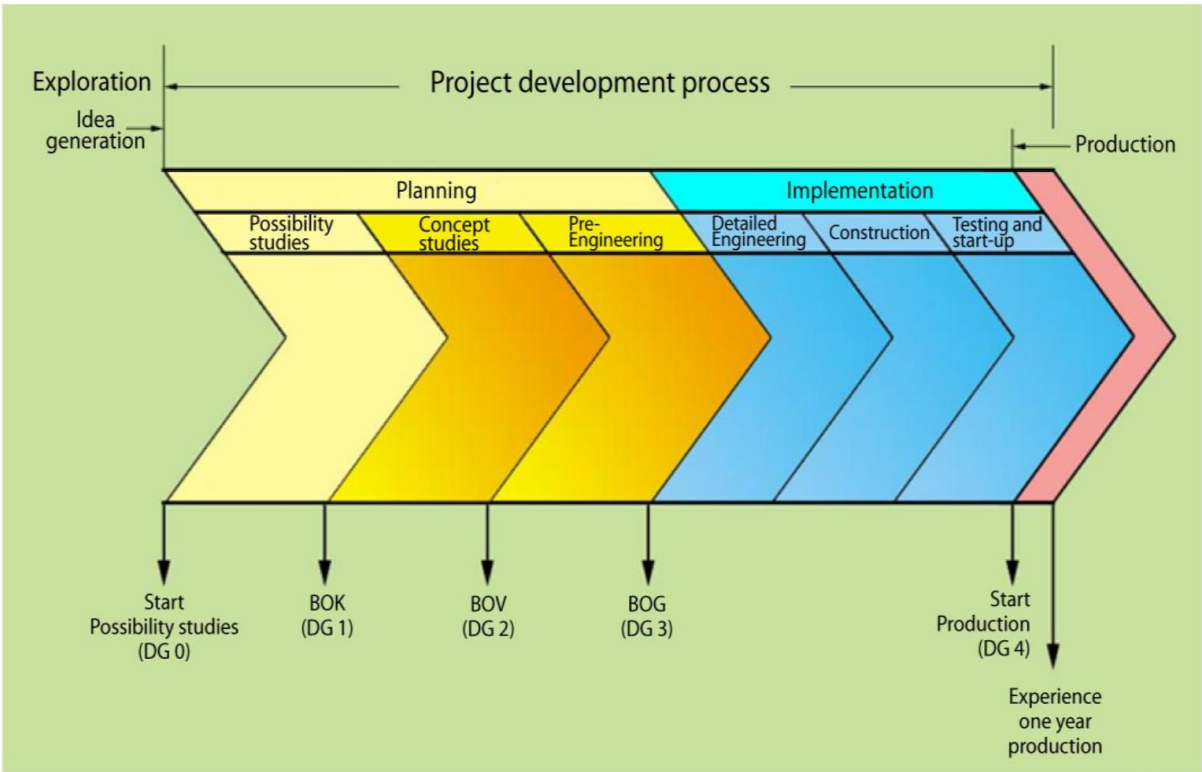 Exploration
Project development process
Idea
generation
Production
Planning
Implementation
Possibility
studies
Concept
studies
Pre-
Engineering
Detailed
Engineering
Construction
Testing and
start-up
Start
Possibility studies
(DG 0)
BOK
(DG 1)
BOV
(DG 2)
BOG
(DG 3)
Start
Production
(DG 4)
Experience
one year
production